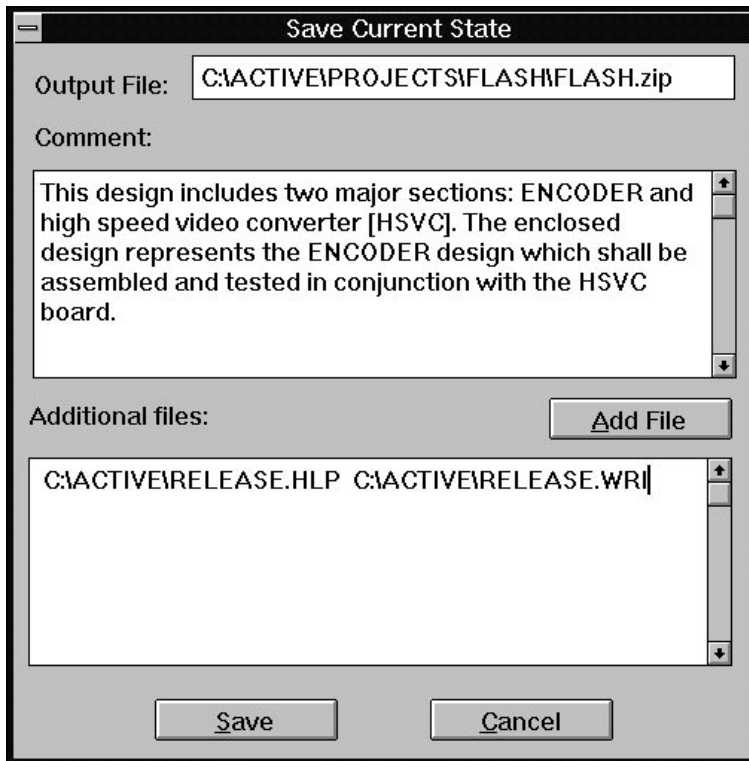 Save Current State
Output File: C:\ACTIVE\PROJECTS\FLASH\FLASH.zip
Comment:
This design includes two major sections: ENCODER and
high speed video converter [HSVC]. The enclosed
design represents the ENCODER design which shall be
assembled and tested in conjunction with the HSVC
board.
Additional files: Add File
C:\ACTIVE\RELEASE.HLP C:\ACTIVE\RELEASE.WRI
Save Cancel